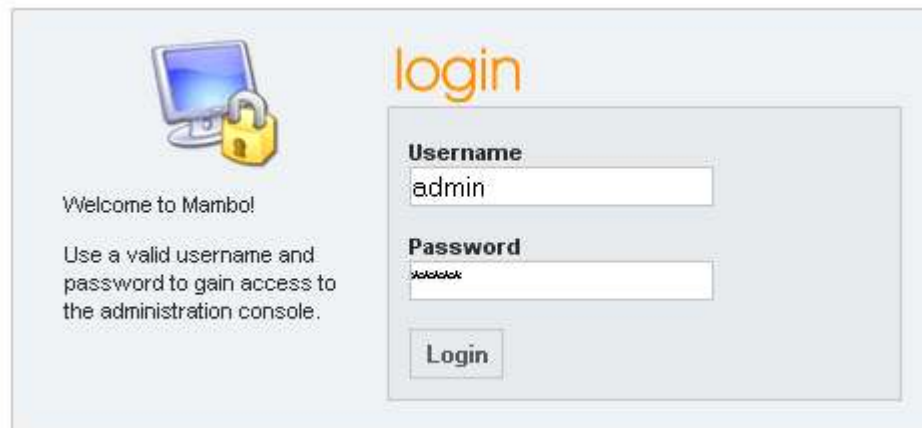 login
Username
admin
Welcome to Mambo!
Password
Use a valid username and
password to gain access to
the administration console.
*****
Login